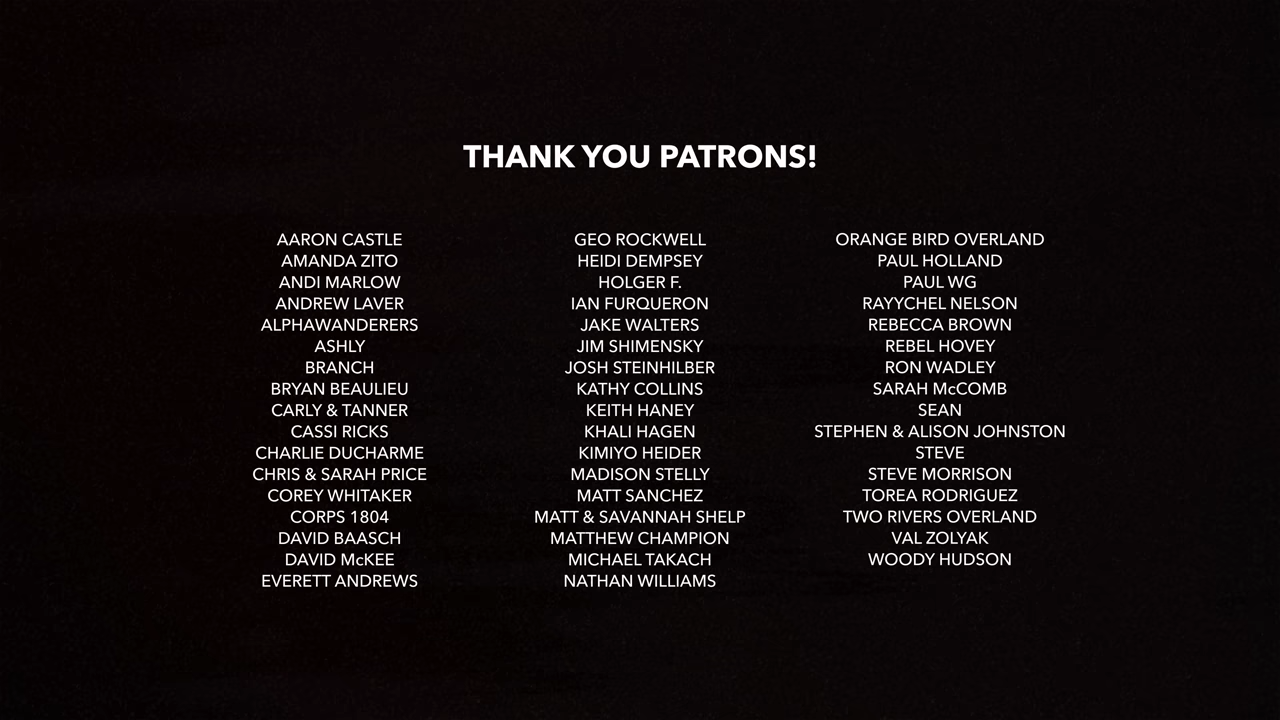 THANK YOU PATRONS!
AARON CASTLE
AMANDA ZITO
ANDI MARLOW
ANDREW LAVER
ALPHAWANDERERS
ASHLY
BRANCH
BRYAN BEAULIEU
CARLY & TANNER
CASSI RICKS
CHARLIE DUCHARME
CHRIS & SARAH PRICE
COREY WHITAKER
CORPS 1804
DAVID BAASCH
DAVID McKEE
EVERETT ANDREWS
GEO ROCKWELL
HEIDI DEMPSEY
HOLGER F.
IAN FURQUERON
JAKE WALTERS
JIM SHIMENSKY
JOSH STEINHILBER
KATHY COLLINS
KEITH HANEY
KHALI HAGEN
KIMIYO HEIDER
MADISON STELLY
MATT SANCHEZ
MATT & SAVANNAH SHELP
MATTHEW CHAMPION
MICHAEL TAKACH
NATHAN WILLIAMS
ORANGE BIRD OVERLAND
PAUL HOLLAND
PAUL WG
RAYYCHEL NELSON
REBECCA BROWN
REBEL HOVEY
RON WADLEY
SARAH McCOMB
SEAN
STEPHEN & ALISON JOHNSTON
STEVE
STEVE MORRISON
TOREA RODRIGUEZ
TWO RIVERS OVERLAND
VAL ZOLYAK
WOODY HUDSON